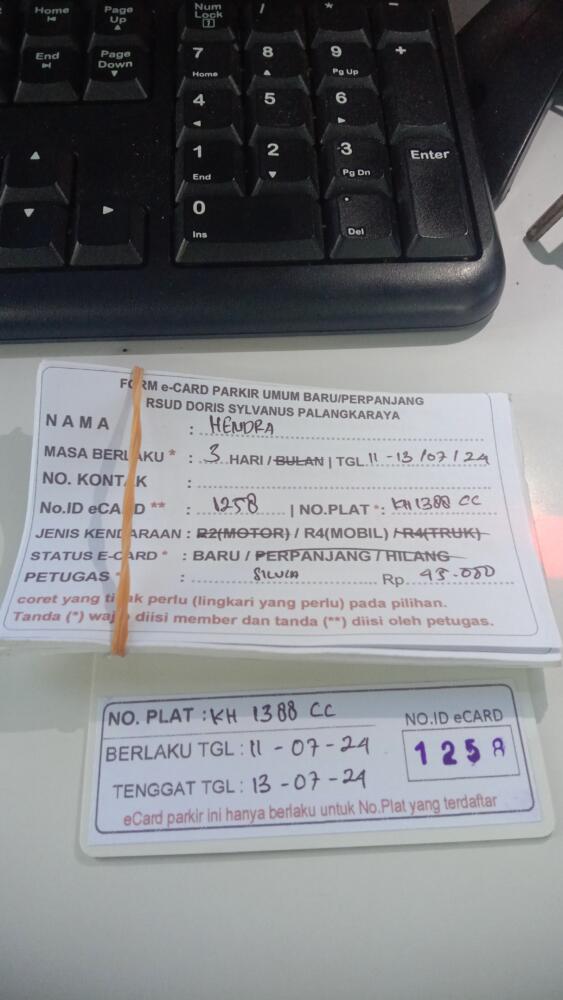 Home
Page Up
Num Lock
/
*
-
End
Page Down
7 Home
8
9 Pg Up
+
4
5
6
1 End
2
3 Pg Dn
Enter
0 Ins
. Del
FORM e-CARD PARKIR UMUM BARU/PERPANJANG
RSUD DORIS SYLVANUS PALANGKARAYA
NAMA : HENDRA
MASA BERLAKU * : 3 HARI / BULAN | TGL 11 - 13 / 07 / 24
NO. KONTAK :
No.ID eCARD ** : 1258 | NO.PLAT *: KH 1388 CC
JENIS KENDARAAN : R2(MOTOR) / R4(MOBIL) / R4(TRUK)
STATUS E-CARD * : BARU / PERPANJANG / HILANG
PETUGAS : SILVIA Rp 45.000
coret yang tidak perlu (lingkari yang perlu) pada pilihan.
Tanda (*) wajib diisi member dan tanda (**) diisi oleh petugas.
NO. PLAT : KH 1388 CC
NO.ID eCARD
BERLAKU TGL : 11 - 07 - 24
1258
TENGGAT TGL : 13 - 07 - 24
eCard parkir ini hanya berlaku untuk No.Plat yang terdaftar